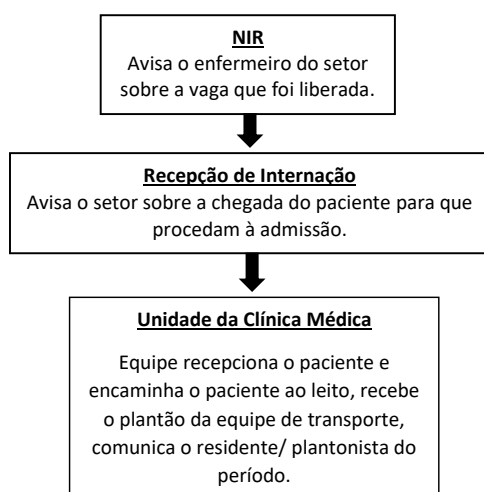 NIR
Avisa o enfermeiro do setor
sobre a vaga que foi liberada.
Recepção de Internação
Avisa o setor sobre a chegada do paciente para que
procedam à admissão.
Unidade da Clínica Médica
Equipe recepciona o paciente e
encaminha o paciente ao leito, recebe
o plantão da equipe de transporte,
comunica o residente/ plantonista do
período.